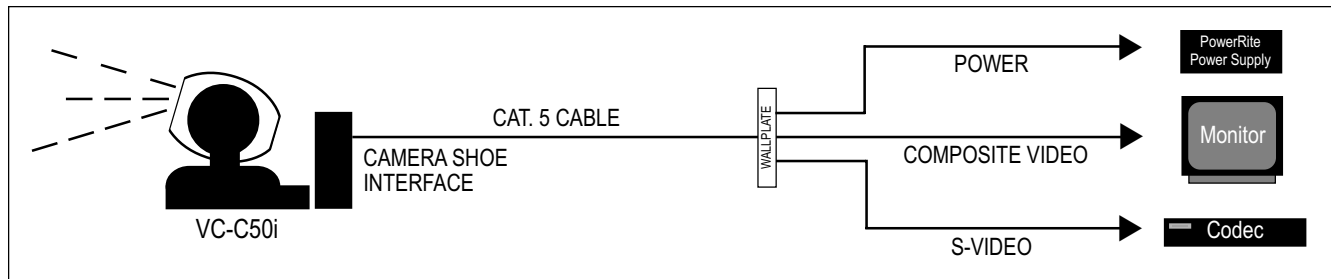 VC-C50i
CAMERA SHOE
INTERFACE
CAT. 5 CABLE
WALLPLATE
POWER
PowerRite
Power Supply
COMPOSITE VIDEO
Monitor
S-VIDEO
Codec